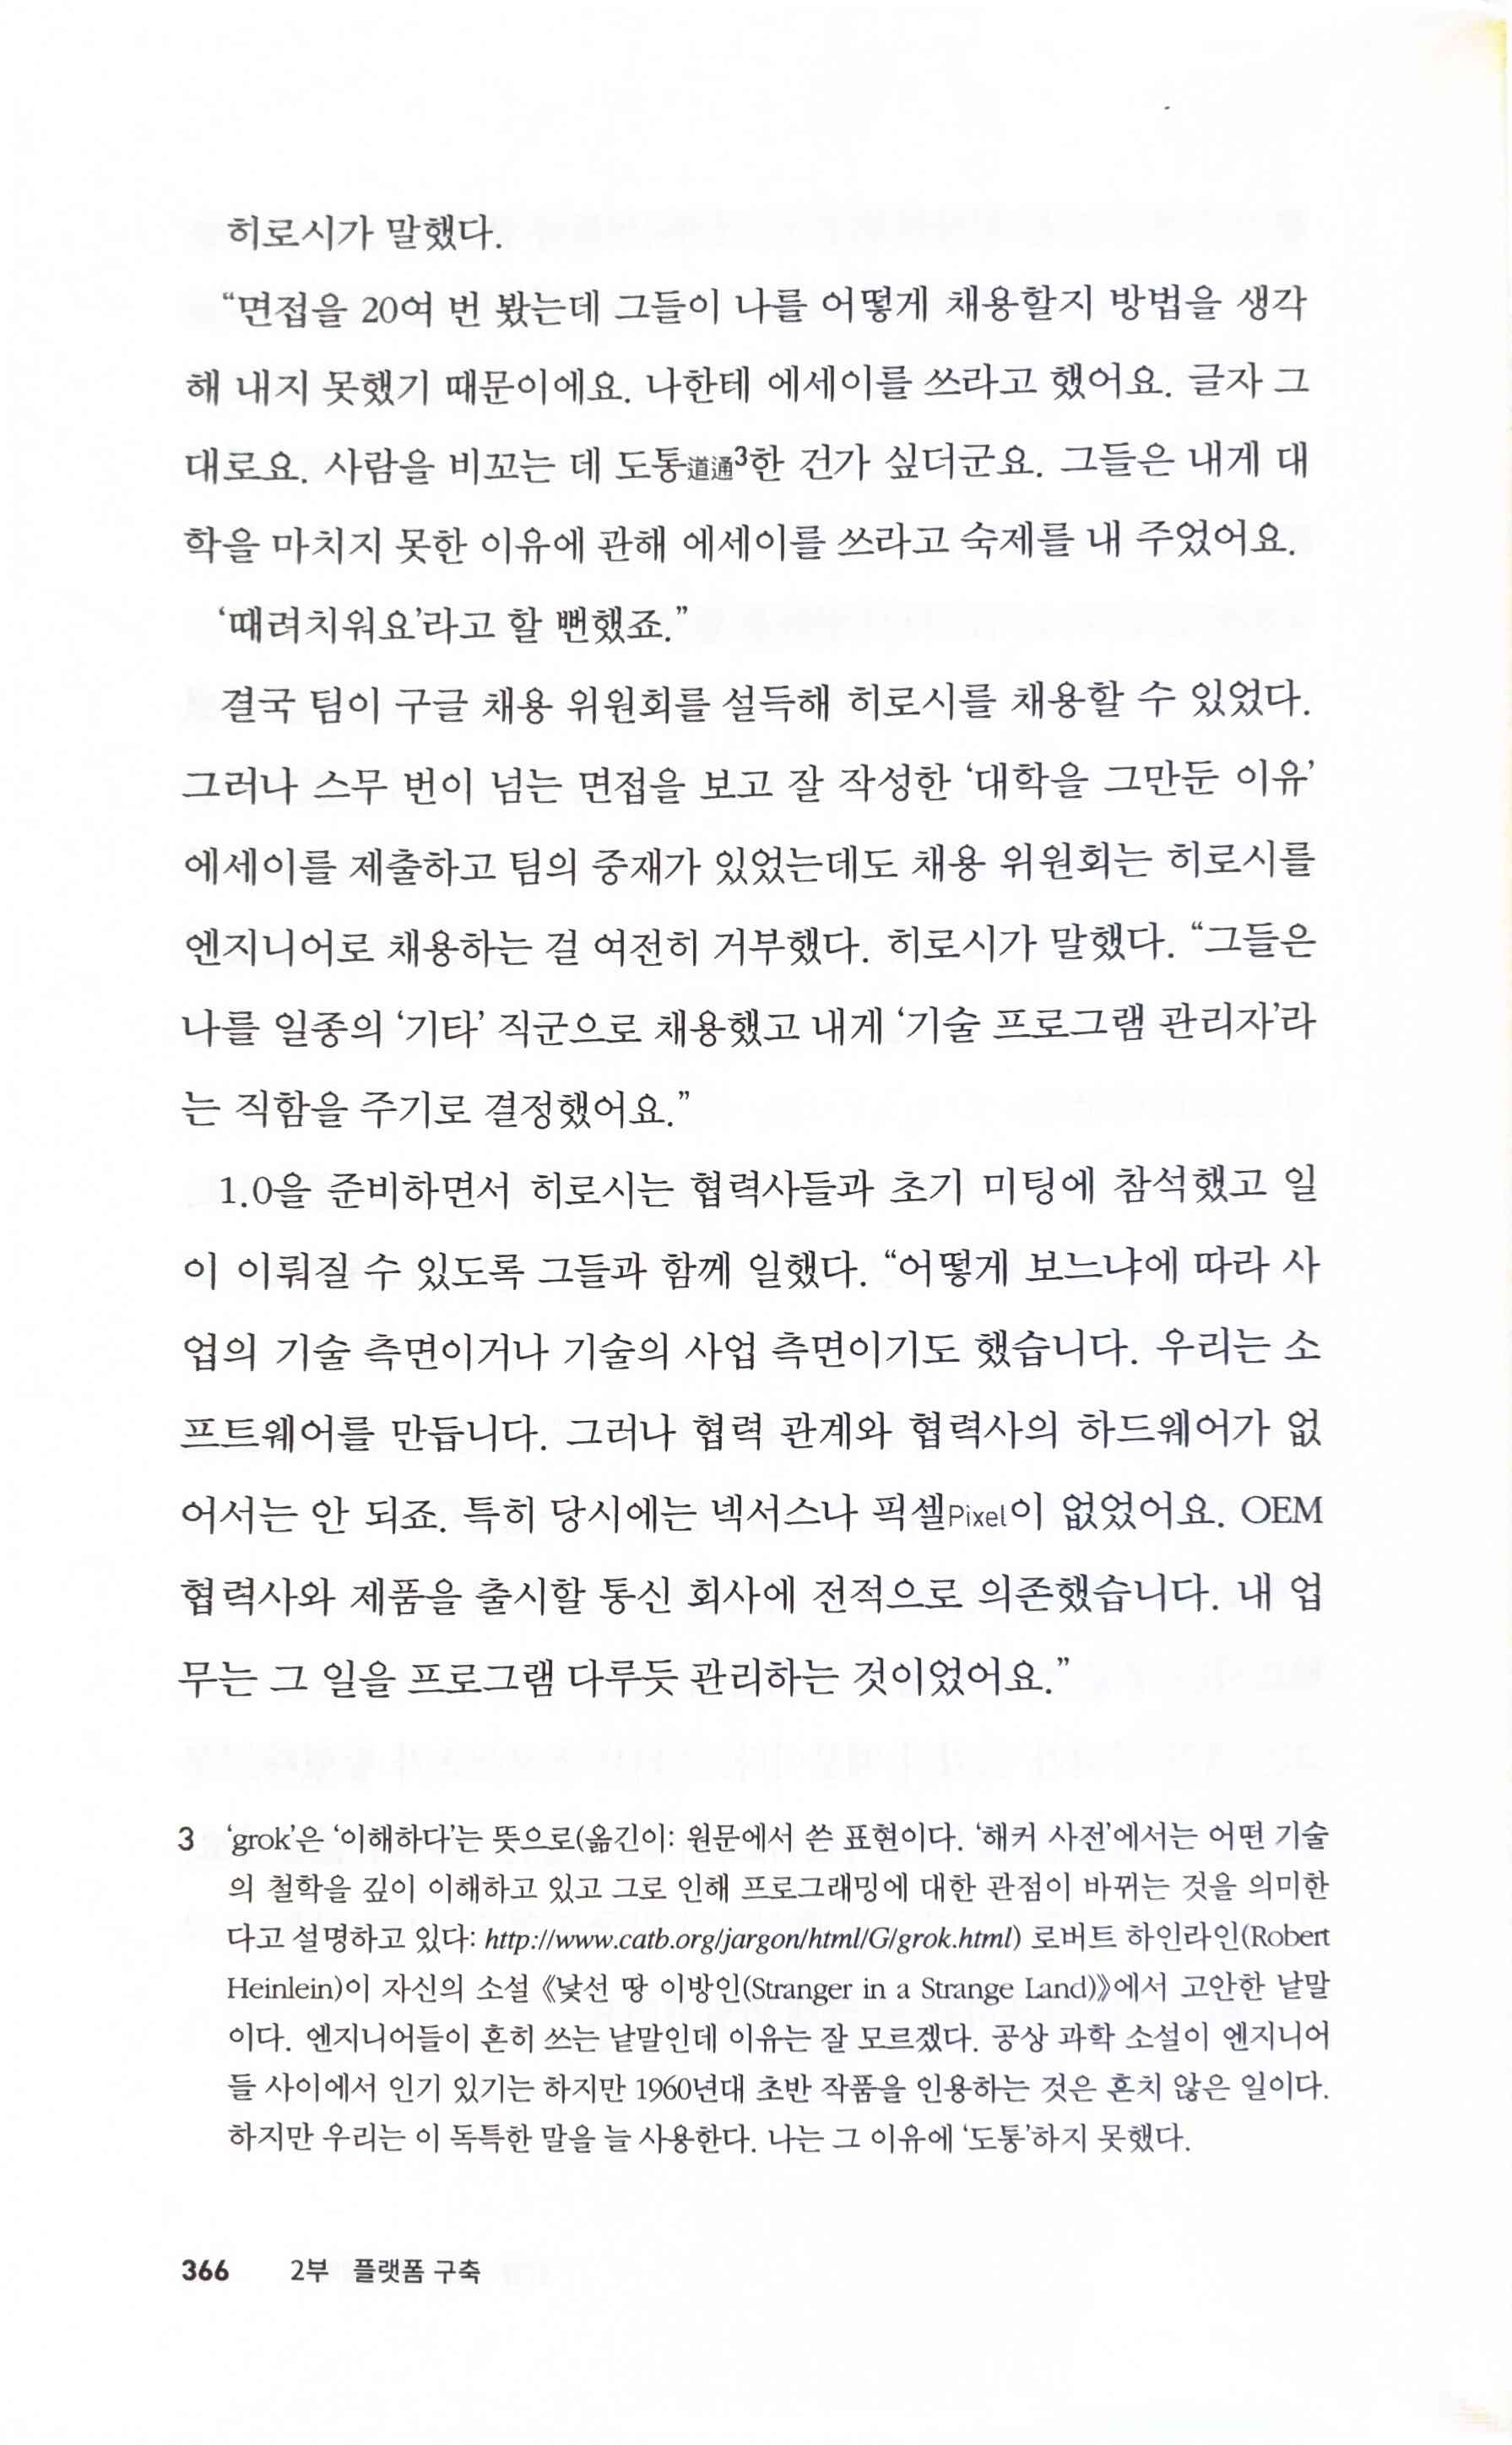 히로시가 말했다.
“면접을 20여 번 봤는데 그들이 나를 어떻게 채용할지 방법을 생각
해 내지 못했기 때문이에요. 나한테 에세이를 쓰라고 했어요. 글자 그
대로요. 사람을 비꼬는 데 도통道通3한 건가 싶더군요. 그들은 내게 대
학을 마치지 못한 이유에 관해 에세이를 쓰라고 숙제를 내 주었어요.
‘때려치워요’라고 할 뻔했죠.”
결국 팀이 구글 채용 위원회를 설득해 히로시를 채용할 수 있었다.
그러나 스무 번이 넘는 면접을 보고 잘 작성한 ‘대학을 그만둔 이유’
에세이를 제출하고 팀의 중재가 있었는데도 채용 위원회는 히로시를
엔지니어로 채용하는 걸 여전히 거부했다. 히로시가 말했다. “그들은
나를 일종의 ‘기타’ 직군으로 채용했고 내게 ‘기술 프로그램 관리자’라
는 직함을 주기로 결정했어요.”
1.0을 준비하면서 히로시는 협력사들과 초기 미팅에 참석했고 일
이 이뤄질 수 있도록 그들과 함께 일했다. “어떻게 보느냐에 따라 사
업의 기술 측면이거나 기술의 사업 측면이기도 했습니다. 우리는 소
프트웨어를 만듭니다. 그러나 협력 관계와 협력사의 하드웨어가 없
어서는 안 되죠. 특히 당시에는 넥서스나 픽셀Pixel이 없었어요. OEM
협력사와 제품을 출시할 통신 회사에 전적으로 의존했습니다. 내 업
무는 그 일을 프로그램 다루듯 관리하는 것이었어요.”
3 ‘grok’은 ‘이해하다’는 뜻으로(옮긴이: 원문에서 쓴 표현이다. ‘해커 사전’에서는 어떤 기술
의 철학을 깊이 이해하고 있고 그로 인해 프로그래밍에 대한 관점이 바뀌는 것을 의미한
다고 설명하고 있다: http://www.catb.org/jargon/html/G/grok.html) 로버트 하인라인(Robert
Heinlein)이 자신의 소설 《낯선 땅 이방인(Stranger in a Strange Land)》에서 고안한 낱말
이다. 엔지니어들이 흔히 쓰는 낱말인데 이유는 잘 모르겠다. 공상 과학 소설이 엔지니어
들 사이에서 인기 있기는 하지만 1960년대 초반 작품을 인용하는 것은 흔치 않은 일이다.
하지만 우리는 이 독특한 말을 늘 사용한다. 나는 그 이유에 ‘도통’하지 못했다.
366 2부 플랫폼 구축